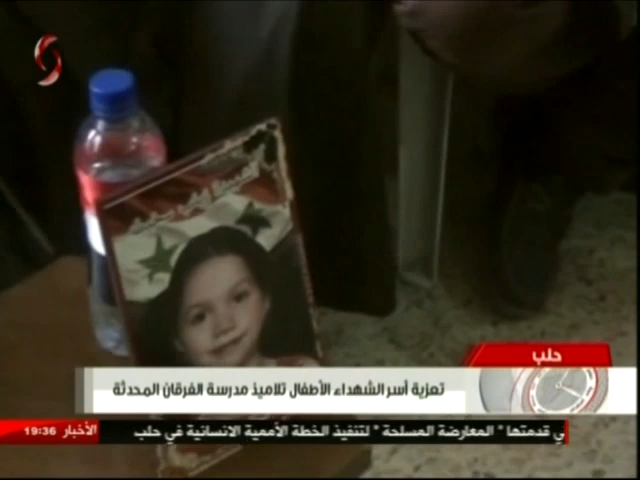 حلب
تعزية أسر الشهداء الأطفال تلاميذ مدرسة الفرقان المحدثة
ي قدمتها " المعارضة المسلحة " لتنفيذ الخطة الأممية الانسانية في حلب
الأخبار 19:36